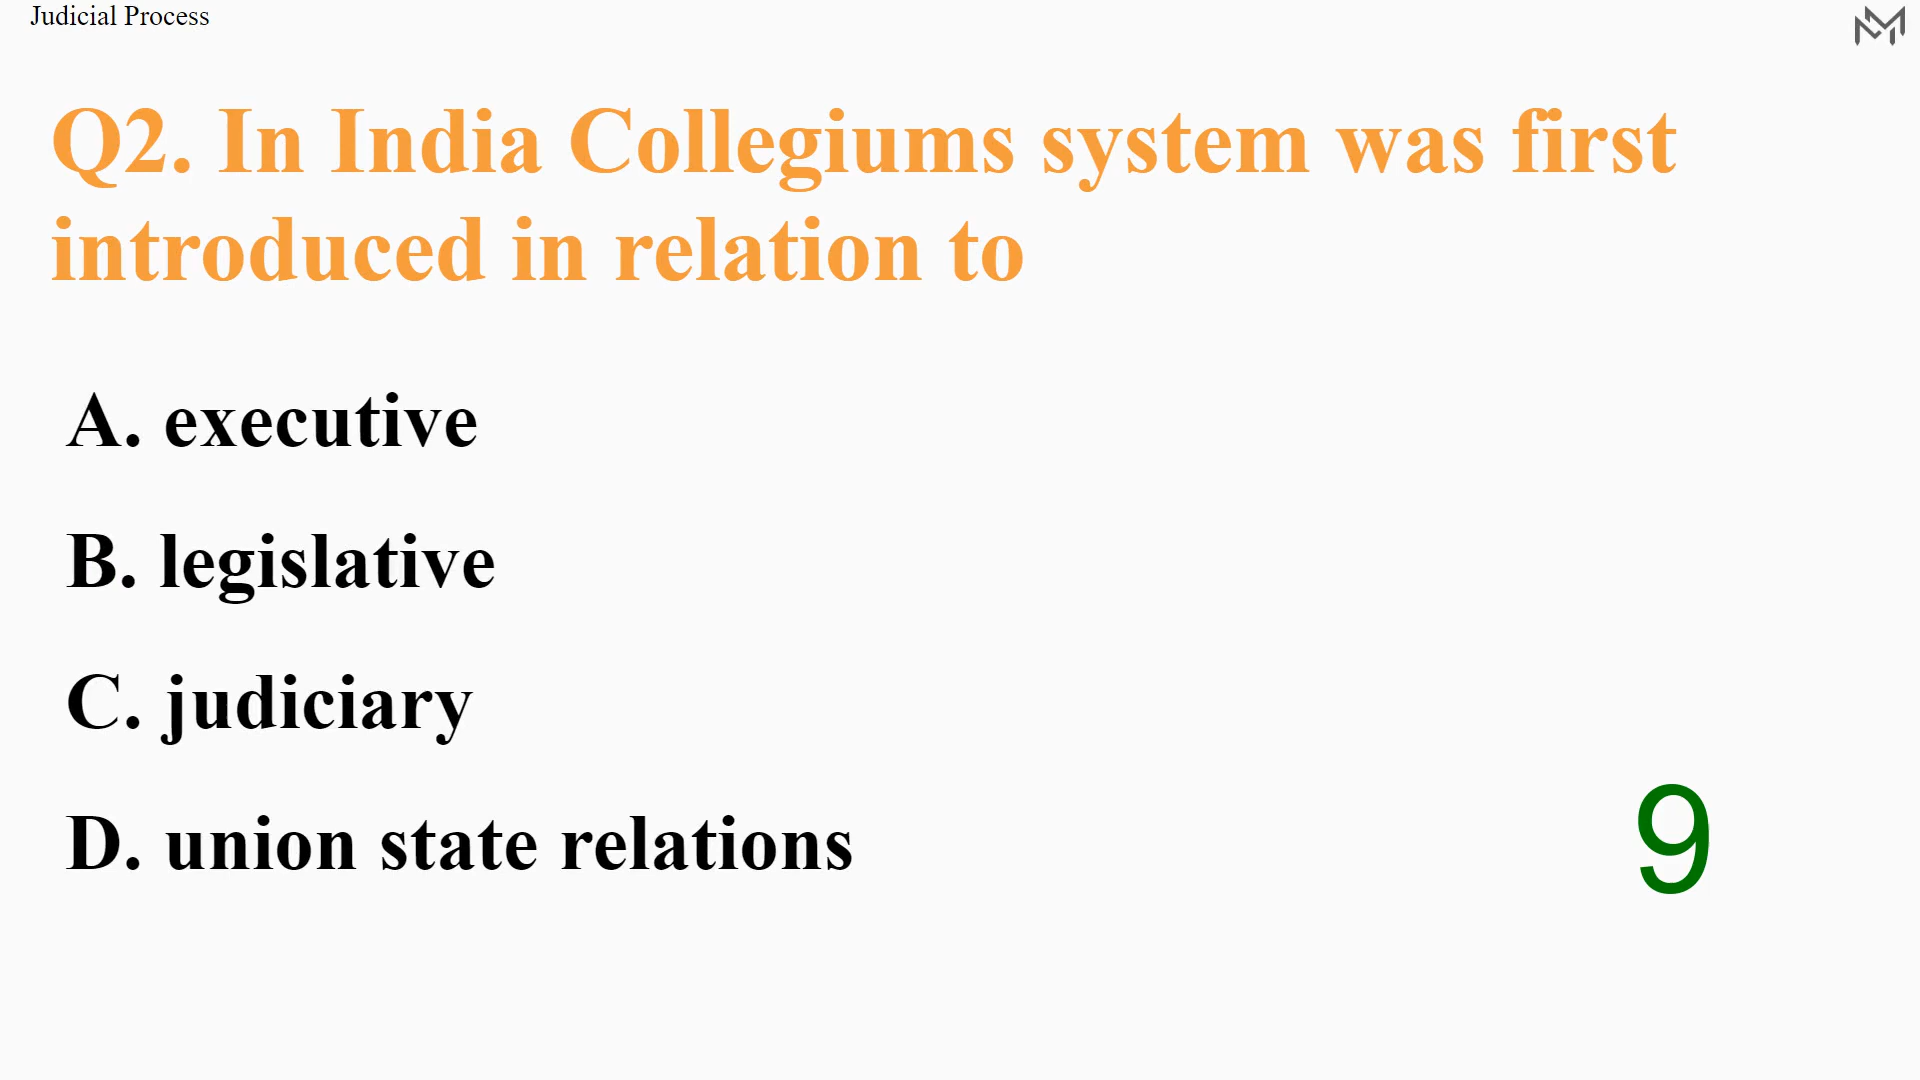 Judicial Process
Q2. In India Collegiums system was first
introduced in relation to
A. executive
B. legislative
C. judiciary
D. union state relations
9